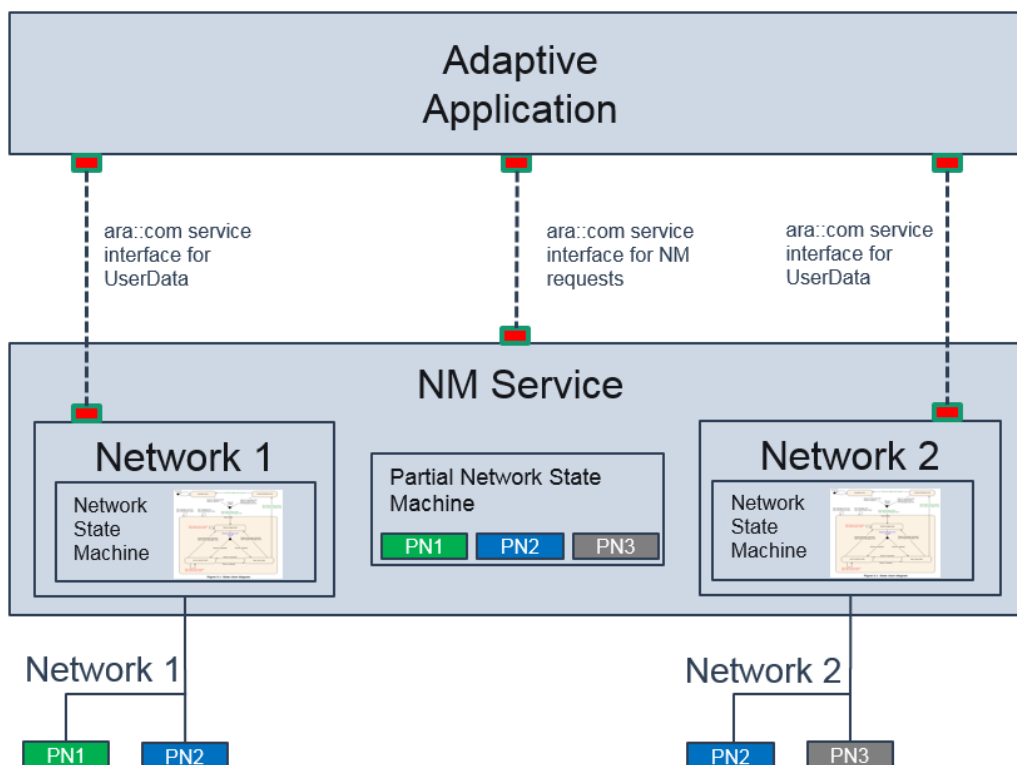 Adaptive
Application
ara::com service
interface for
UserData
ara::com service
interface for NM
requests
ara::com service
interface for
UserData
NM Service
Network 1
Network
State
Machine
Partial Network State
Machine
PN1
PN2
PN3
Network 2
Network
State
Machine
Network 1
PN1
PN2
Network 2
PN2
PN3